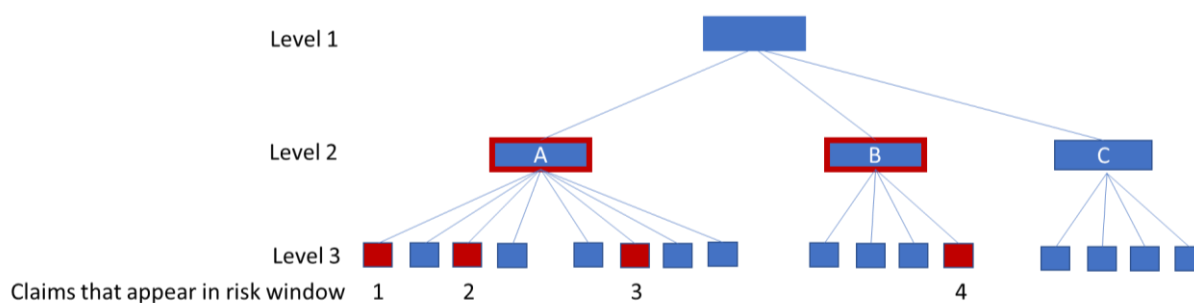 Level 1
Level 2 A B C
Level 3
Claims that appear in risk window 1 2 3 4